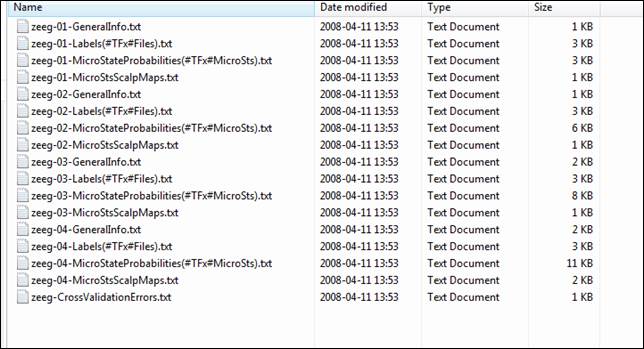 Name Date modified Type Size
zeeg-01-GeneralInfo.txt 2008-04-11 13:53 Text Document 1 KB
zeeg-01-Labels(#TFx#Files).txt 2008-04-11 13:53 Text Document 3 KB
zeeg-01-MicroStateProbabilities(#TFx#MicroSts).txt 2008-04-11 13:53 Text Document 3 KB
zeeg-01-MicroStsScalpMaps.txt 2008-04-11 13:53 Text Document 1 KB
zeeg-02-GeneralInfo.txt 2008-04-11 13:53 Text Document 1 KB
zeeg-02-Labels(#TFx#Files).txt 2008-04-11 13:53 Text Document 3 KB
zeeg-02-MicroStateProbabilities(#TFx#MicroSts).txt 2008-04-11 13:53 Text Document 6 KB
zeeg-02-MicroStsScalpMaps.txt 2008-04-11 13:53 Text Document 1 KB
zeeg-03-GeneralInfo.txt 2008-04-11 13:53 Text Document 2 KB
zeeg-03-Labels(#TFx#Files).txt 2008-04-11 13:53 Text Document 3 KB
zeeg-03-MicroStateProbabilities(#TFx#MicroSts).txt 2008-04-11 13:53 Text Document 8 KB
zeeg-03-MicroStsScalpMaps.txt 2008-04-11 13:53 Text Document 1 KB
zeeg-04-GeneralInfo.txt 2008-04-11 13:53 Text Document 2 KB
zeeg-04-Labels(#TFx#Files).txt 2008-04-11 13:53 Text Document 3 KB
zeeg-04-MicroStateProbabilities(#TFx#MicroSts).txt 2008-04-11 13:53 Text Document 11 KB
zeeg-04-MicroStsScalpMaps.txt 2008-04-11 13:53 Text Document 2 KB
zeeg-CrossValidationErrors.txt 2008-04-11 13:53 Text Document 1 KB